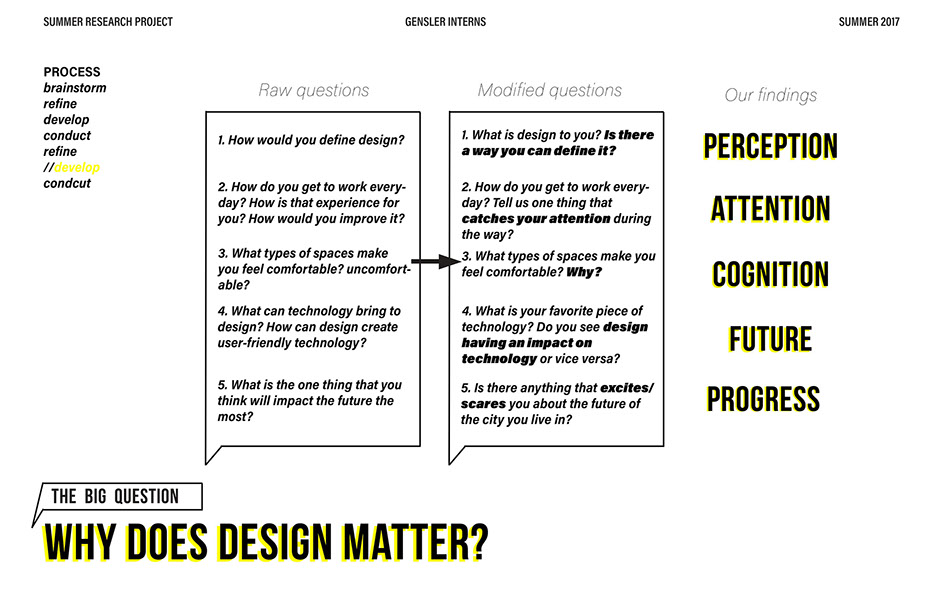 SUMMER RESEARCH PROJECT
GENSLER INTERNS
SUMMER 2017
PROCESS
brainstorm
refine
develop
conduct
refine
//develop
condcut
Raw questions
1. How would you define design?
2. How do you get to work every-
day? How is that experience for
you? How would you improve it?
3. What types of spaces make
you feel comfortable? uncomfort-
able?
4. What can technology bring to
design? How can design create
user-friendly technology?
5. What is the one thing that you
think will impact the future the
most?
Modified questions
1. What is design to you? Is there
a way you can define it?
2. How do you get to work every-
day? Tell us one thing that
catches your attention during
the way?
3. What types of spaces make you
feel comfortable? Why?
4. What is your favorite piece of
technology? Do you see design
having an impact on
technology or vice versa?
5. Is there anything that excites/
scares you about the future of
the city you live in?
Our findings
PERCEPTION
ATTENTION
COGNITION
FUTURE
PROGRESS
THE BIG QUESTION
WHY DOES DESIGN MATTER?